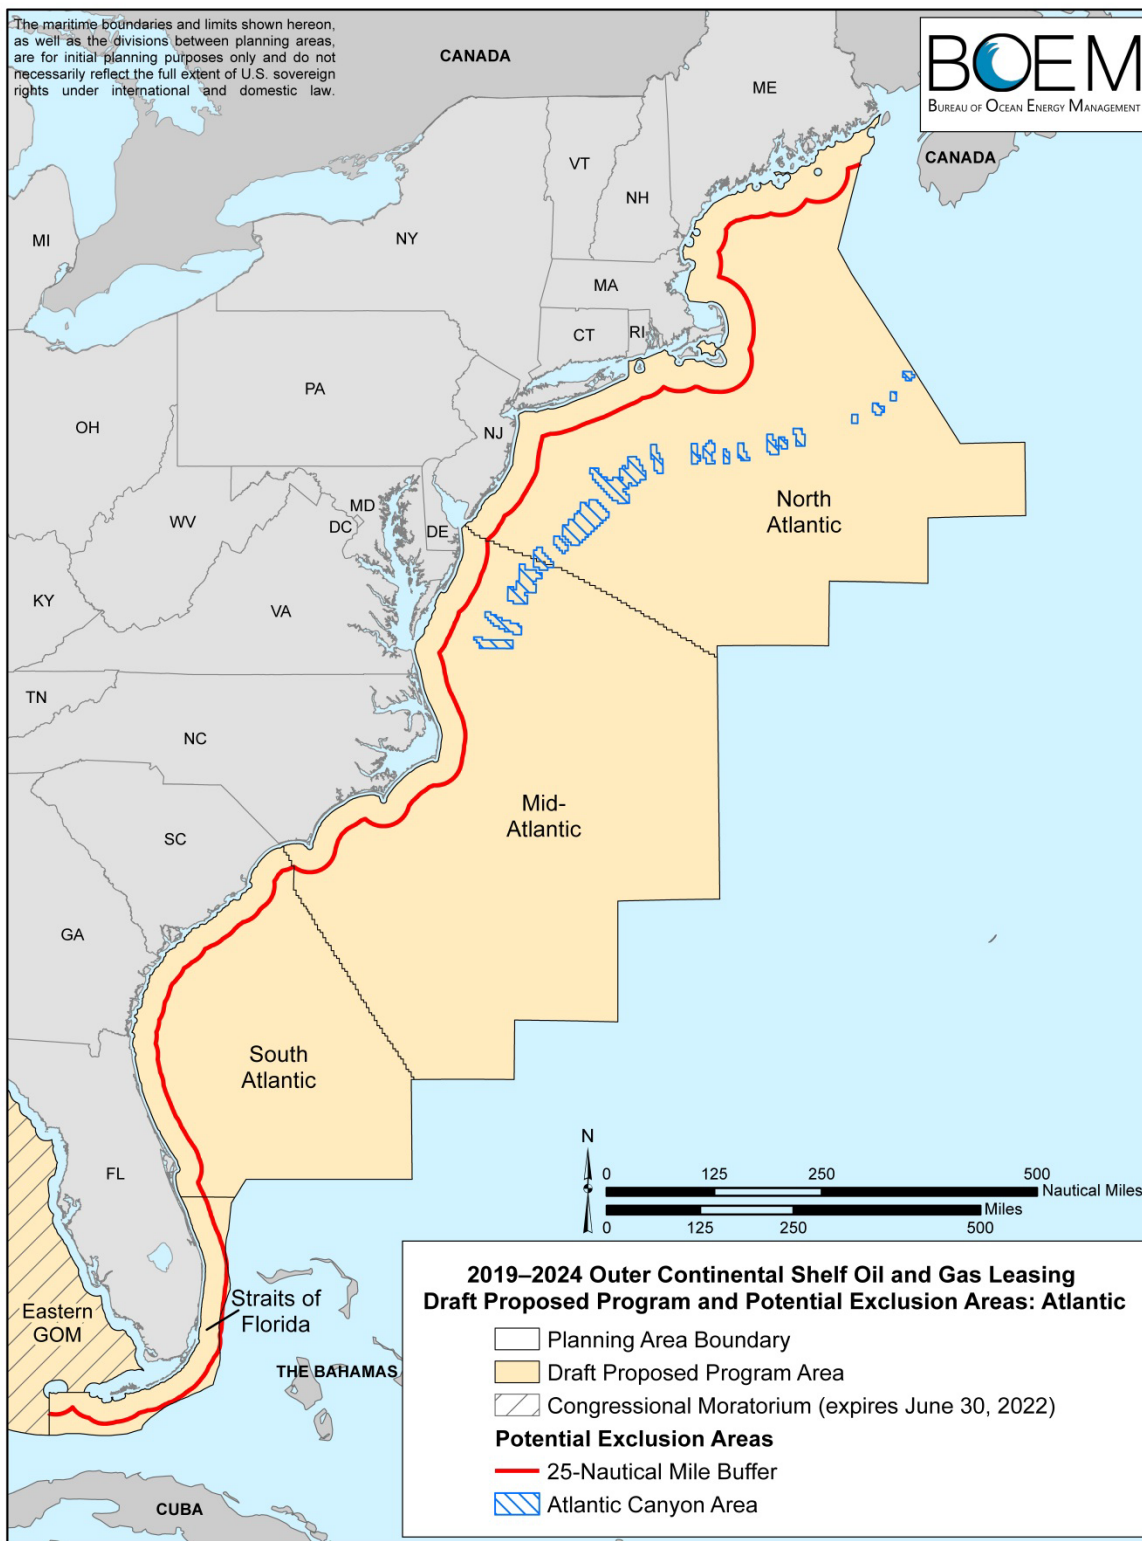 The maritime boundaries and limits shown hereon,
as well as the divisions between planning areas,
are for initial planning purposes only and do not
necessarily reflect the full extent of U.S. sovereign
rights under international and domestic law.
BOEM
BUREAU OF OCEAN ENERGY MANAGEMENT
CANADA
ME
CANADA
VT
NH
MI
NY
MA
CT
RI
PA
OH
NJ
MD
WV
DC
DE
KY
VA
North
Atlantic
TN
NC
Mid-
Atlantic
SC
GA
South
Atlantic
FL
Eastern
GOM
Straits of
Florida
THE BAHAMAS
CUBA
N
0 125 250 500
Nautical Miles
Miles
0 125 250 500
2019–2024 Outer Continental Shelf Oil and Gas Leasing
Draft Proposed Program and Potential Exclusion Areas: Atlantic
Planning Area Boundary
Draft Proposed Program Area
Congressional Moratorium (expires June 30, 2022)
Potential Exclusion Areas
25-Nautical Mile Buffer
Atlantic Canyon Area